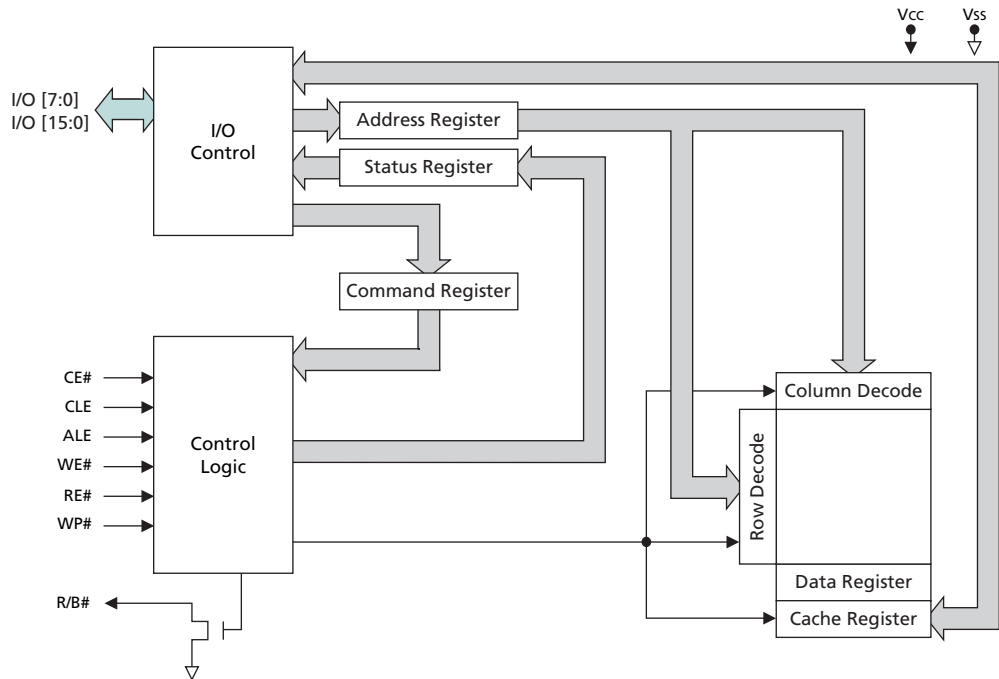 Vcc
Vss
I/O [7:0]
I/O [15:0]
I/O
Control
Address Register
Status Register
Command Register
CE#
CLE
ALE
WE#
RE#
WP#
Control
Logic
Column Decode
Row Decode
Data Register
Cache Register
R/B#